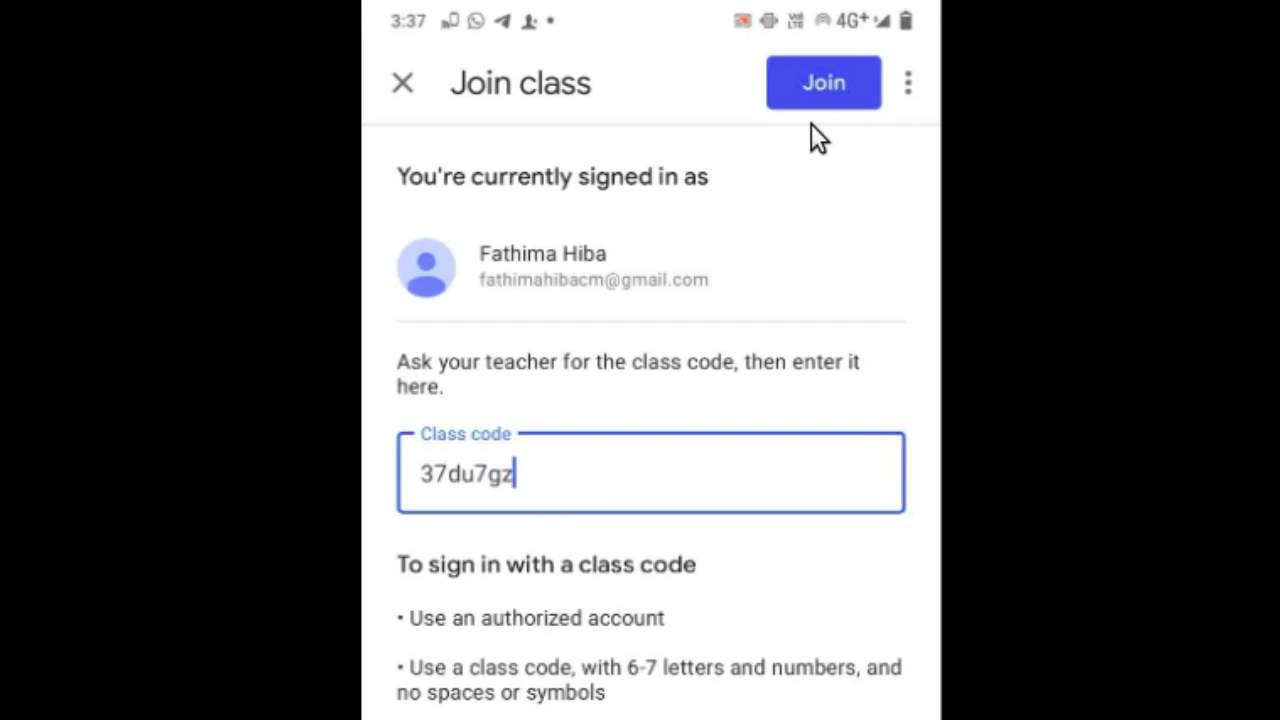 3:37 4G+
Join class Join
You're currently signed in as
Fathima Hiba
fathimahibacm@gmail.com
Ask your teacher for the class code, then enter it
here.
Class code
37du7gz
To sign in with a class code
• Use an authorized account
• Use a class code, with 6-7 letters and numbers, and
no spaces or symbols